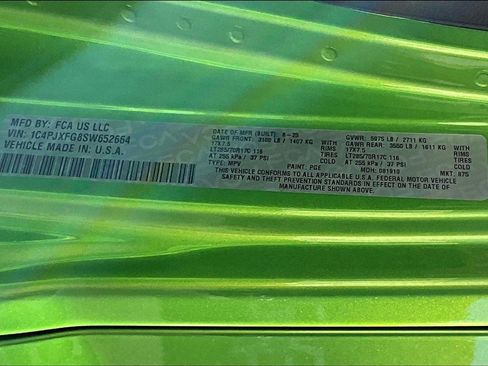 MFD BY: FCA US LLC
VIN: 1C4PJXFG8SW652664
VEHICLE MADE IN U.S.A.
DATE OF MFR (BUILT): 8-25 GVWR: 5975 LB / 2711 KG
GAWR FRONT: 3100 LB / 1407 KG GAWR REAR: 3550 LB / 1611 KG
17X7.5 17X7.5 TIRES
LT285/70R17C 116 LT285/70R17C 116 COLD
AT 255 kPa / 37 PSI AT 255 kPa / 37 PSI
THIS VEHICLE CONFORMS TO ALL APPLICABLE U.S.A. FEDERAL MOTOR VEHICLE
SAFETY AND THEFT PREVENTION STANDARDS IN EFFECT ON THE DATE OF
MANUFACTURE SHOWN ABOVE.
TYPE: MPV PAINT: PGE MDH: 081910 MKT: 875